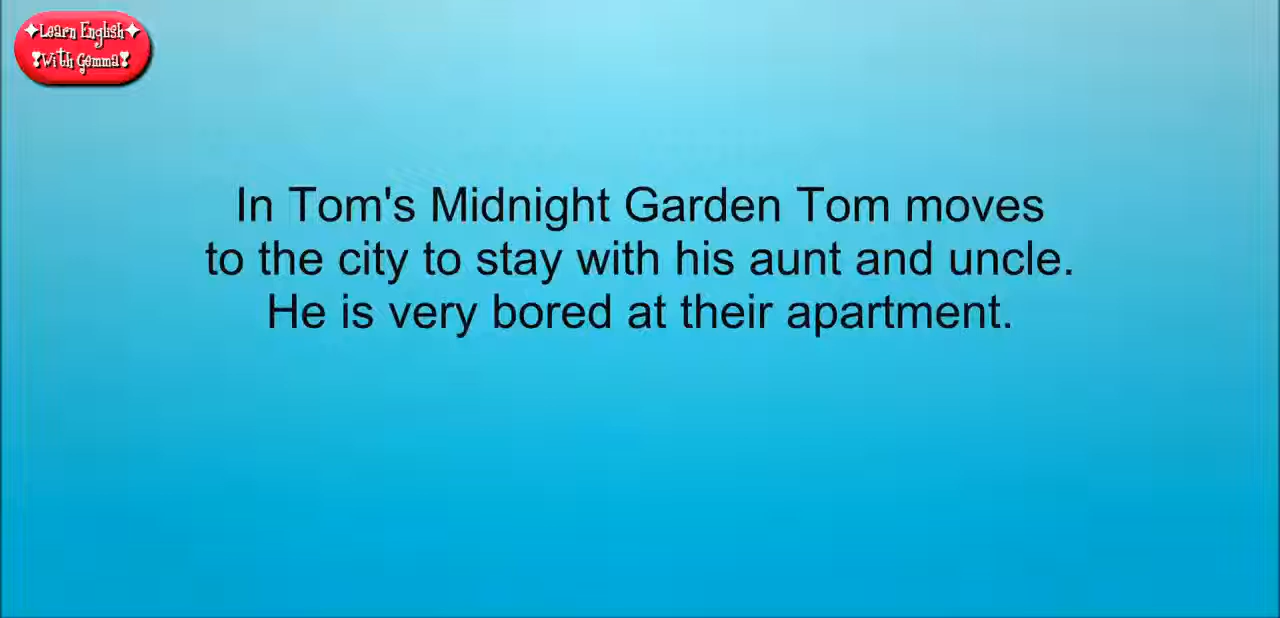 Learn English
With Gemma
In Tom's Midnight Garden Tom moves
to the city to stay with his aunt and uncle.
He is very bored at their apartment.